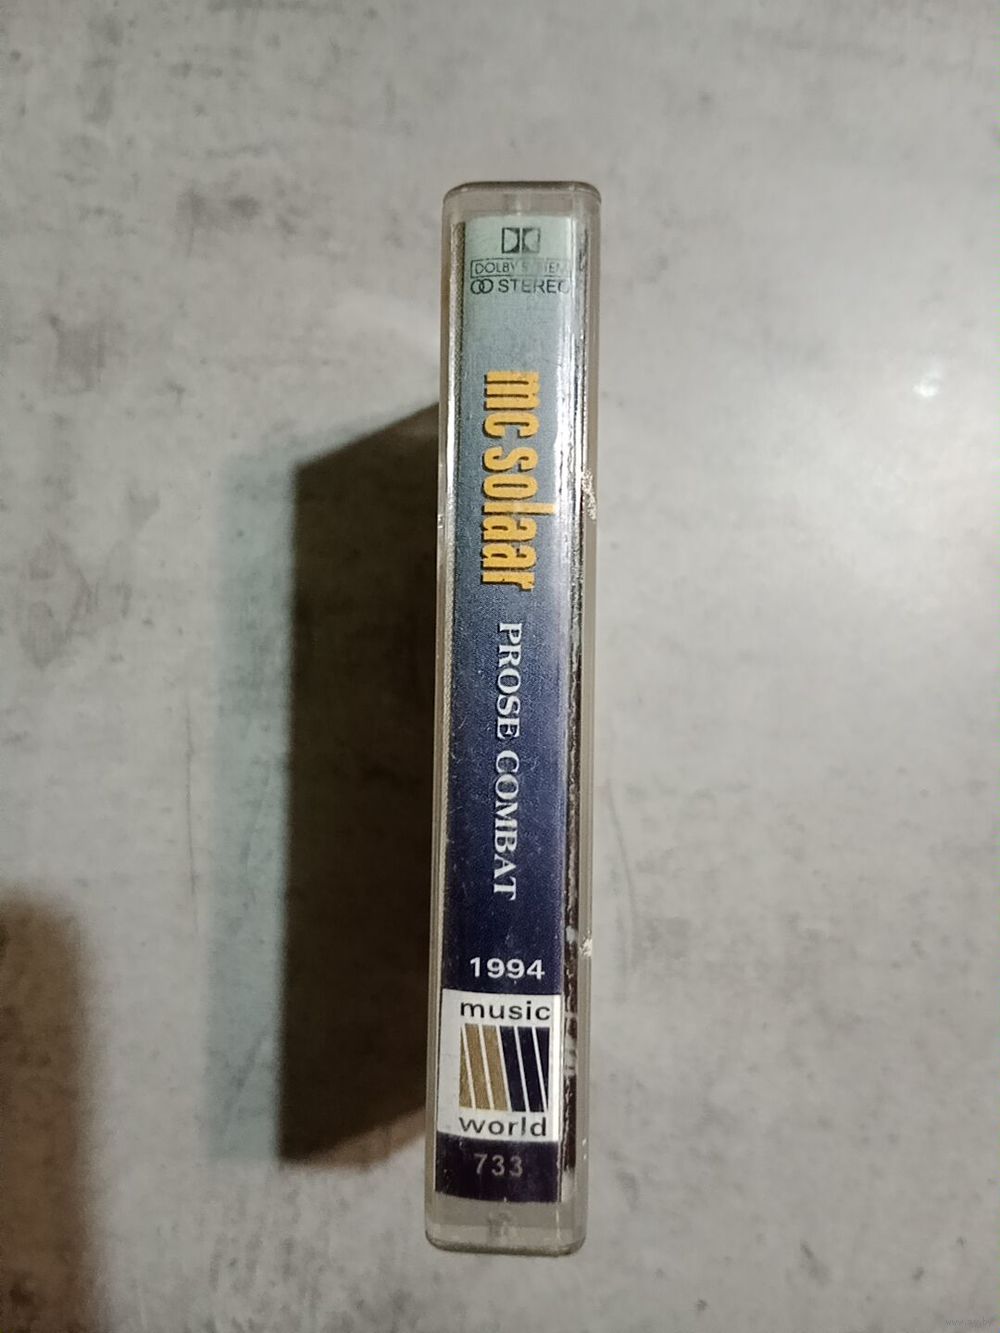 DOLBY SYSTEM
STEREO
mc solaar
PROSE COMBAT
1994
music
world
733